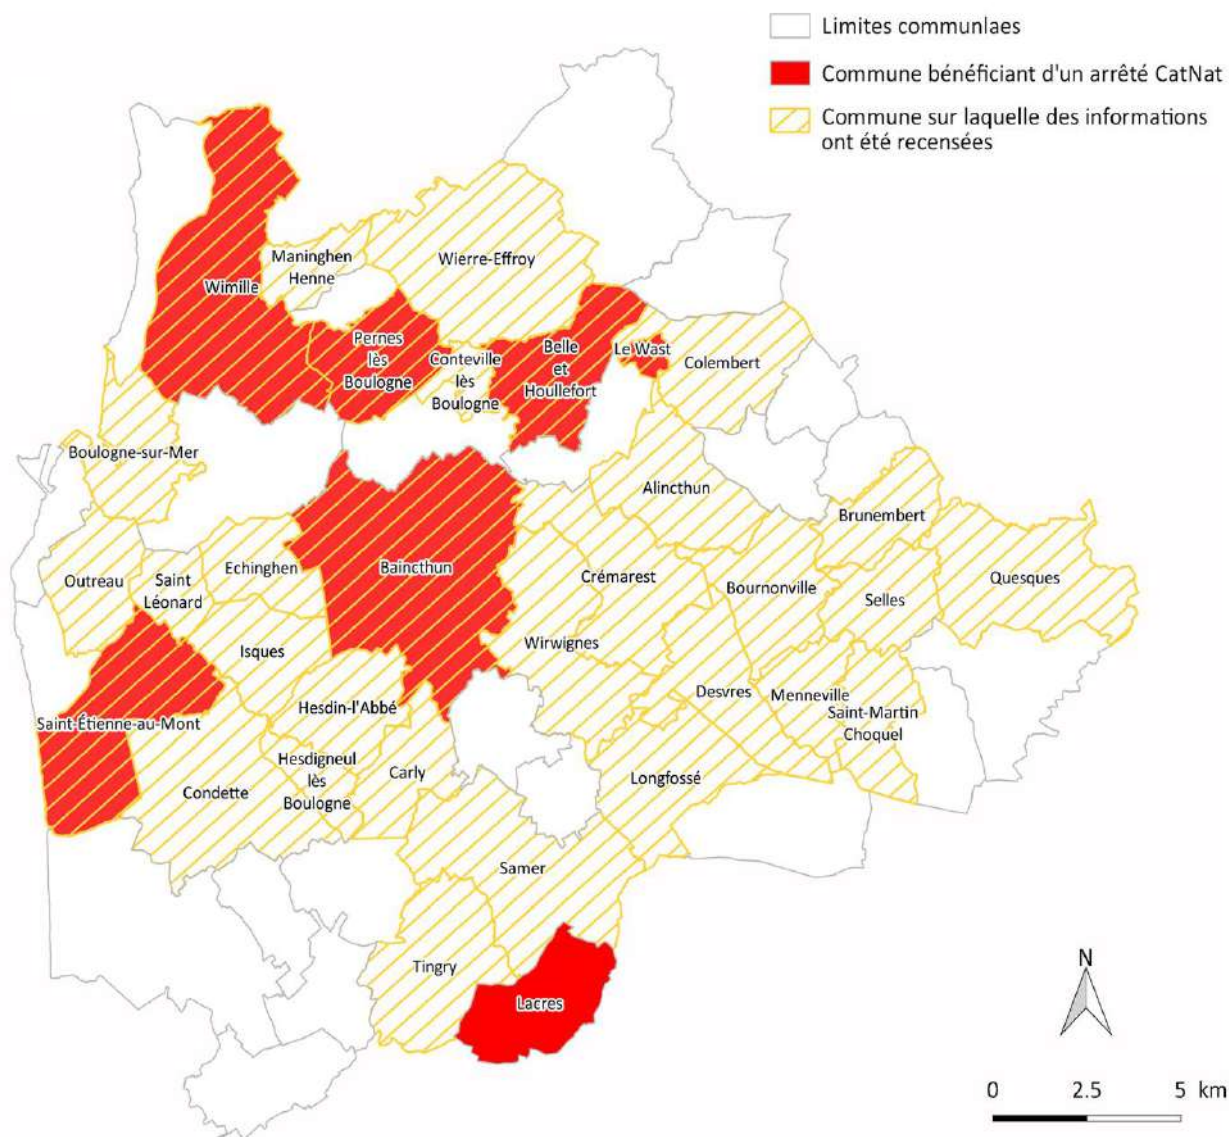 Limites communlaes
Commune bénéficiant d'un arrêté CatNat
Commune sur laquelle des informations
ont été recensées
Maninghen
Henne
Wierre-Effroy
Wimille
Pernes
lès
Boulogne
Conteville
lès
Boulogne
Belle
et
Houllefort
Le Wast
Colembert
Boulogne-sur-Mer
Alincthun
Brunembert
Outreau
Saint
Léonard
Echinghen
Baincthun
Crémarest
Bournonville
Selles
Quesques
Isques
Wirwignes
Hesdin-l'Abbé
Desvres
Menneville
Saint-Martin
Choquel
Saint-Étienne-au-Mont
Condette
Hesdigneul
lès
Boulogne
Carly
Longfossé
Samer
Tingry
Lacres
N
0 2.5 5 km